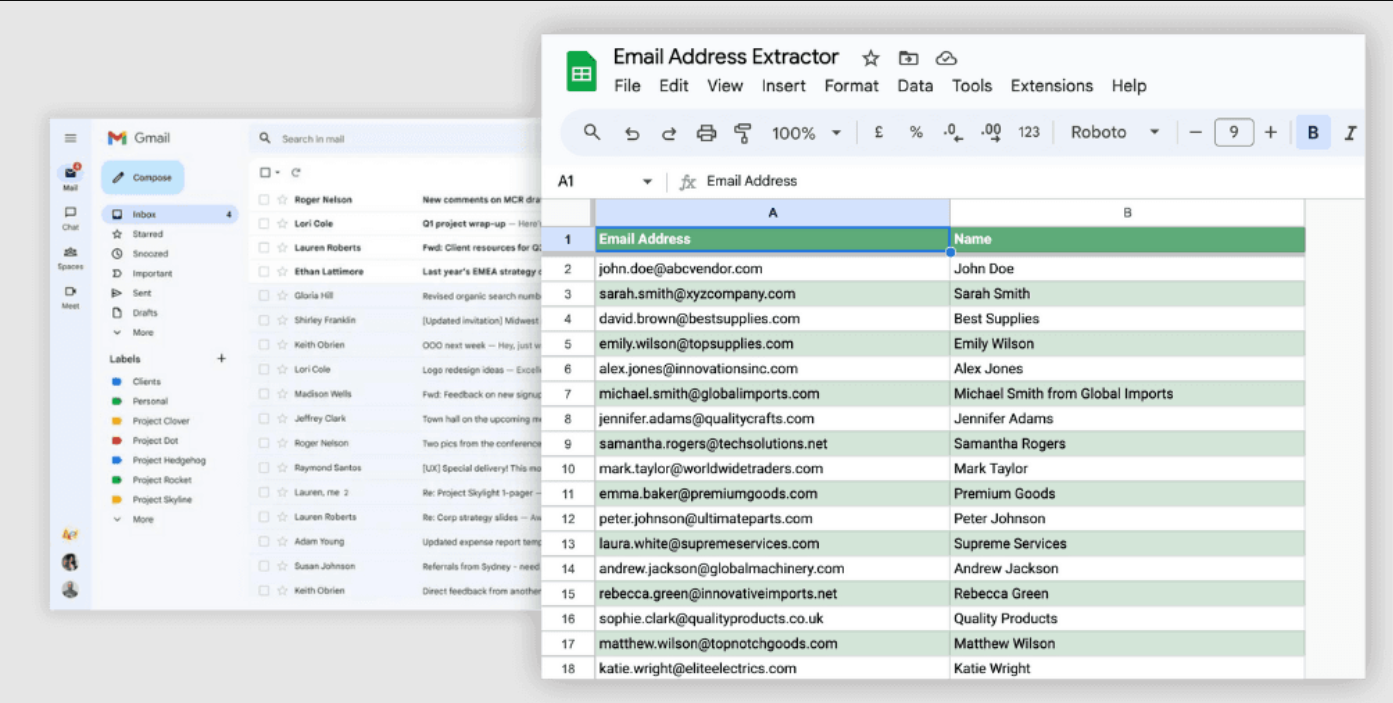 Gmail
Search in mail
Compose
Mail
Chat
Spaces
Meet
Inbox 4
Starred
Snoozed
Important
Sent
Drafts
More
Labels +
Clients
Personal
Project Clover
Project Dot
Project Hedgehog
Project Rocket
Project Skyline
More
Roger Nelson New comments on MCR dra
Lori Cole Q1 project wrap-up – Here'
Lauren Roberts Fwd: Client resources for Q
Ethan Lattimore Last year's EMEA strategy
Gloria Hill Revised organic search numb
Shirley Franklin [Updated invitation] Midwest
Keith Obrien OOO next week – Hey, just w
Lori Cole Logo redesign ideas – Excell
Madison Wells Fwd: Feedback on new signup
Jeffrey Clark Town hall on the upcoming m
Roger Nelson Two pics from the conference
Raymond Santos [UX] Special delivery! This mo
Lauren, me 2 Re: Project Skylight 1-pager –
Lauren Roberts Re: Corp strategy slides – Aw
Adam Young Updated expense report temp
Susan Johnson Referrals from Sydney - need
Keith Obrien Direct feedback from another
Email Address Extractor
File Edit View Insert Format Data Tools Extensions Help
100% £ % .0 .00 123 Roboto − 9 + B I
A1 fx Email Address
A B
1 Email Address Name
2 john.doe@abcvendor.com John Doe
3 sarah.smith@xyzcompany.com Sarah Smith
4 david.brown@bestsupplies.com Best Supplies
5 emily.wilson@topsupplies.com Emily Wilson
6 alex.jones@innovationsinc.com Alex Jones
7 michael.smith@globalimports.com Michael Smith from Global Imports
8 jennifer.adams@qualitycrafts.com Jennifer Adams
9 samantha.rogers@techsolutions.net Samantha Rogers
10 mark.taylor@worldwidetraders.com Mark Taylor
11 emma.baker@premiumgoods.com Premium Goods
12 peter.johnson@ultimateparts.com Peter Johnson
13 laura.white@supremeservices.com Supreme Services
14 andrew.jackson@globalmachinery.com Andrew Jackson
15 rebecca.green@innovativeimports.net Rebecca Green
16 sophie.clark@qualityproducts.co.uk Quality Products
17 matthew.wilson@topnotchgoods.com Matthew Wilson
18 katie.wright@eliteelectrics.com Katie Wright